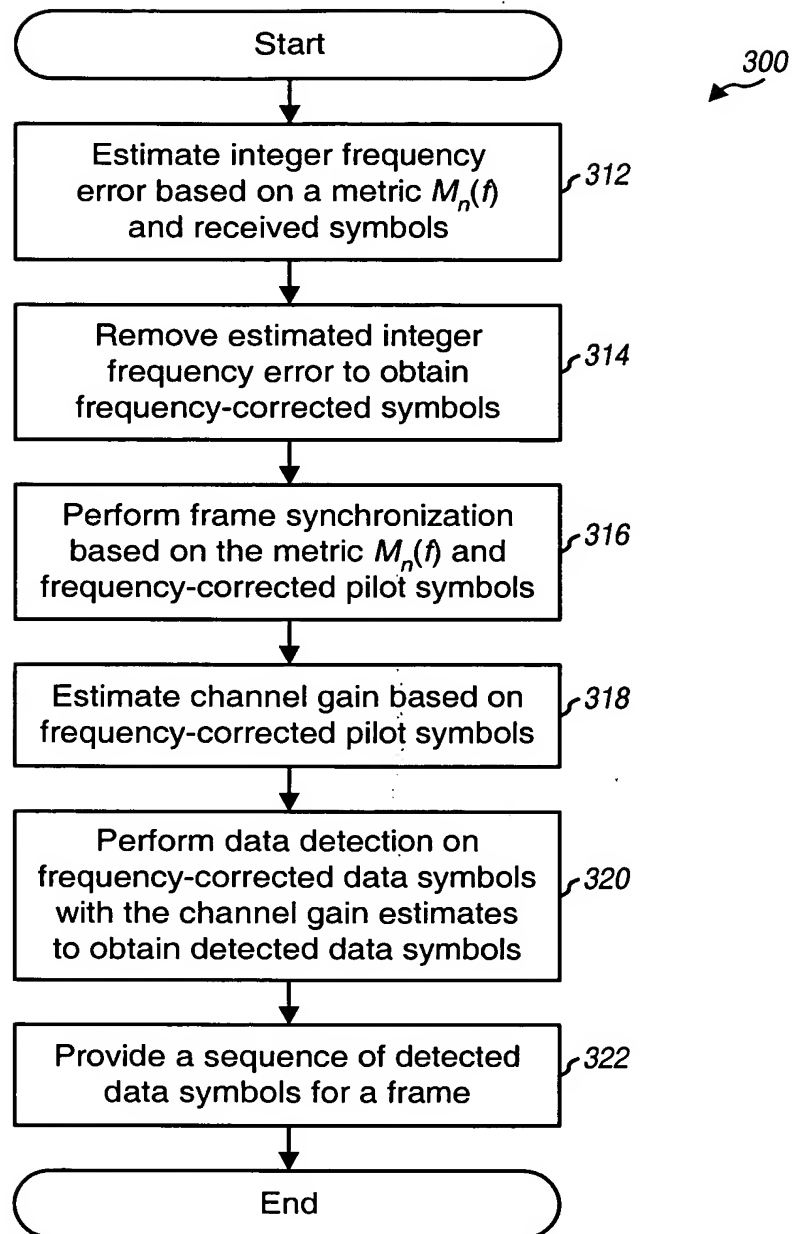 Start
300
Estimate integer frequency
error based on a metric Mn(f)
and received symbols
312
Remove estimated integer
frequency error to obtain
frequency-corrected symbols
314
Perform frame synchronization
based on the metric Mn(f) and
frequency-corrected pilot symbols
316
Estimate channel gain based on
frequency-corrected pilot symbols
318
Perform data detection on
frequency-corrected data symbols
with the channel gain estimates
to obtain detected data symbols
320
Provide a sequence of detected
data symbols for a frame
322
End